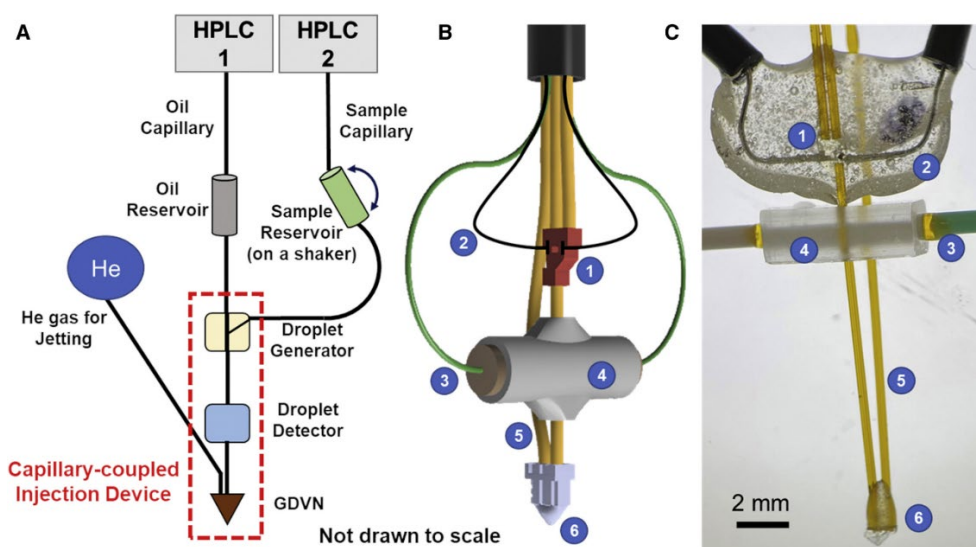 A
HPLC
1
HPLC
2
Oil
Capillary
Sample
Capillary
Oil
Reservoir
Sample
Reservoir
(on a shaker)
He
He gas for
Jetting
Droplet
Generator
Droplet
Detector
Capillary-coupled
Injection Device
GDVN
Not drawn to scale
B
2
1
3
4
5
6
C
1
2
4
3
5
2 mm
6